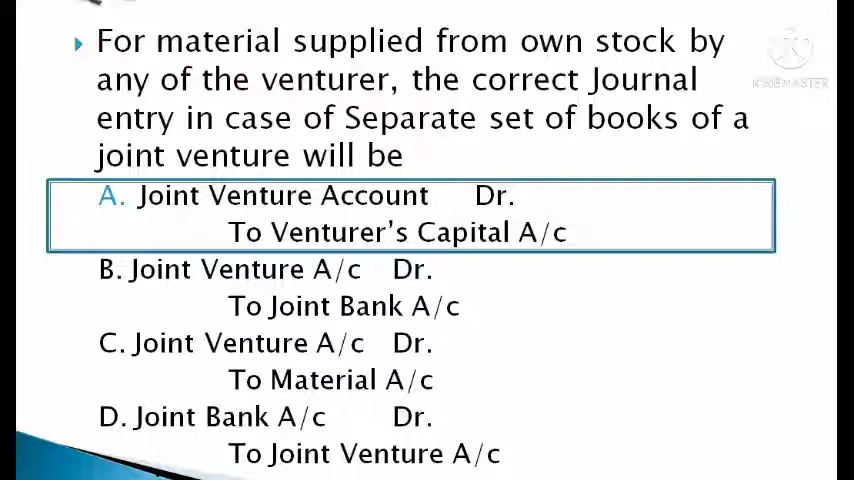 For material supplied from own stock by
any of the venturer, the correct Journal
entry in case of Separate set of books of a
joint venture will be
A. Joint Venture Account Dr.
To Venturer's Capital A/c
B. Joint Venture A/c Dr.
To Joint Bank A/c
C. Joint Venture A/c Dr.
To Material A/c
D. Joint Bank A/c Dr.
To Joint Venture A/c
KINEMASTER